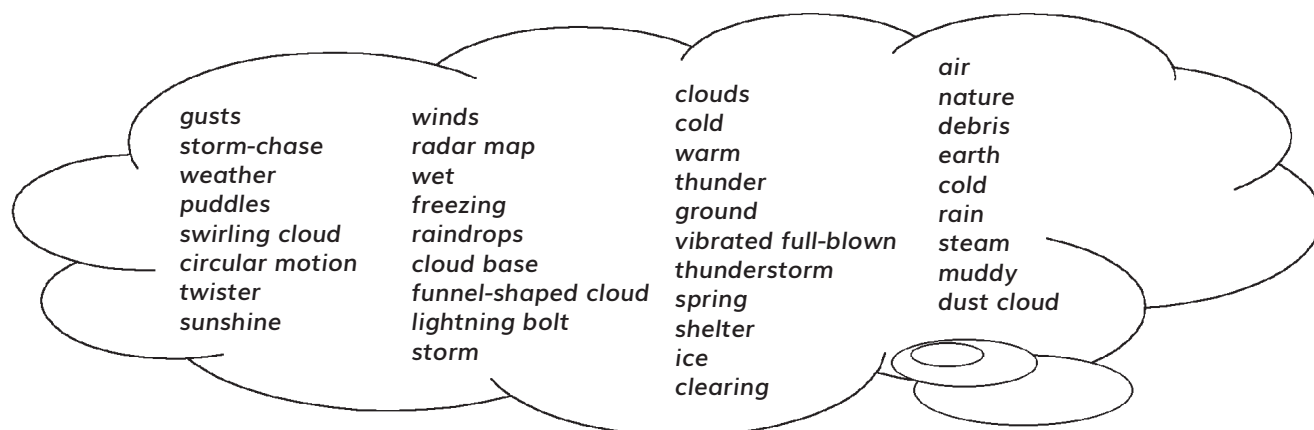 gusts
storm-chase
weather
puddles
swirling cloud
circular motion
twister
sunshine
winds
radar map
wet
freezing
raindrops
cloud base
funnel-shaped cloud
lightning bolt
storm
clouds
cold
warm
thunder
ground
vibrated full-blown
thunderstorm
spring
shelter
ice
clearing
air
nature
debris
earth
cold
rain
steam
muddy
dust cloud